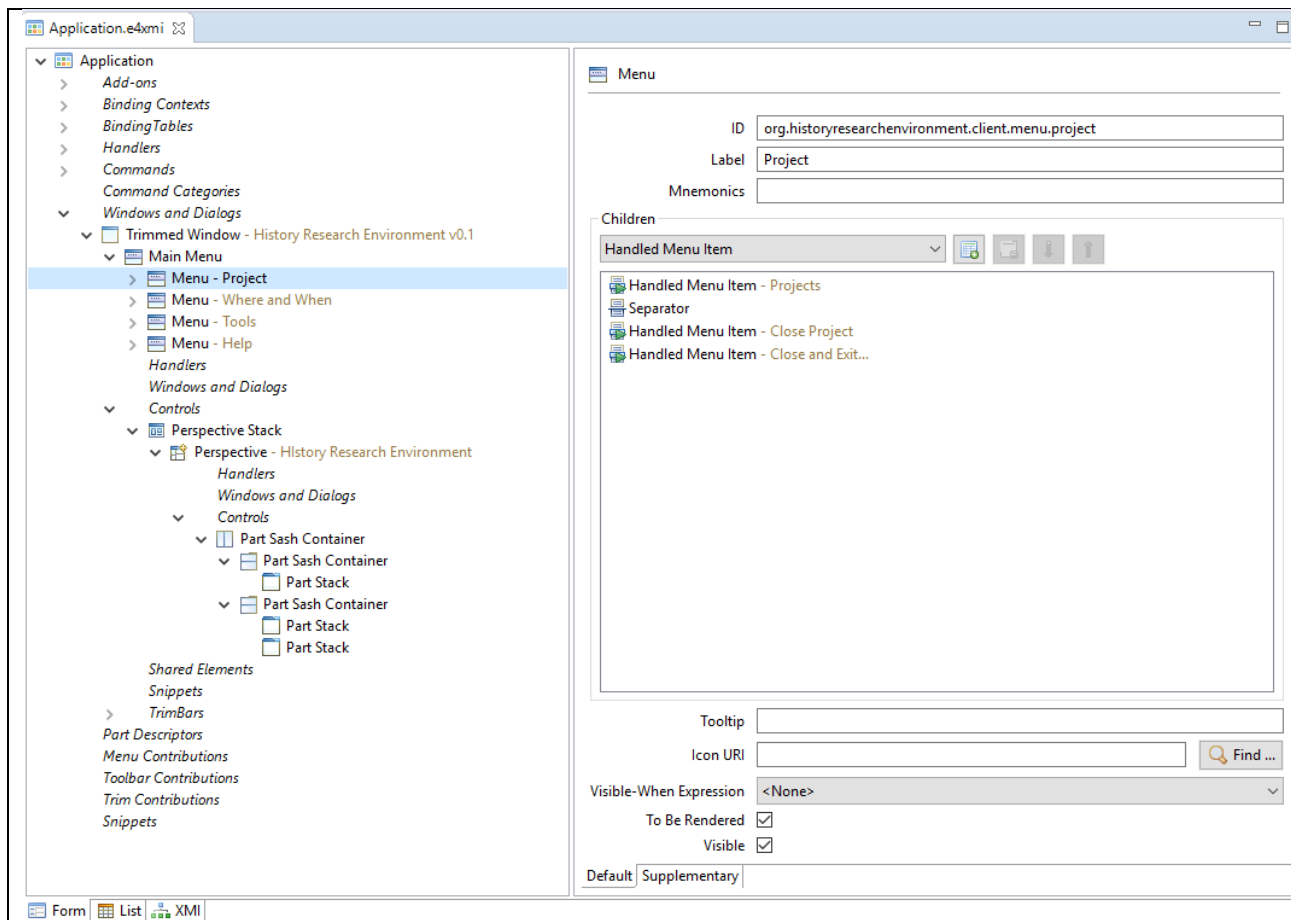 Application.e4xmi
Application
Add-ons
Binding Contexts
BindingTables
Handlers
Commands
Command Categories
Windows and Dialogs
Trimmed Window - History Research Environment v0.1
Main Menu
Menu - Project
Menu - Where and When
Menu - Tools
Menu - Help
Handlers
Windows and Dialogs
Controls
Perspective Stack
Perspective - HIstory Research Environment
Handlers
Windows and Dialogs
Controls
Part Sash Container
Part Sash Container
Part Stack
Part Sash Container
Part Stack
Part Stack
Shared Elements
Snippets
TrimBars
Part Descriptors
Menu Contributions
Toolbar Contributions
Trim Contributions
Snippets
Menu
ID org.historyresearchenvironment.client.menu.project
Label Project
Mnemonics
Children
Handled Menu Item
Handled Menu Item - Projects
Separator
Handled Menu Item - Close Project
Handled Menu Item - Close and Exit...
Tooltip
Icon URI Find ...
Visible-When Expression <None>
To Be Rendered
Visible
Default Supplementary
Form List XMI